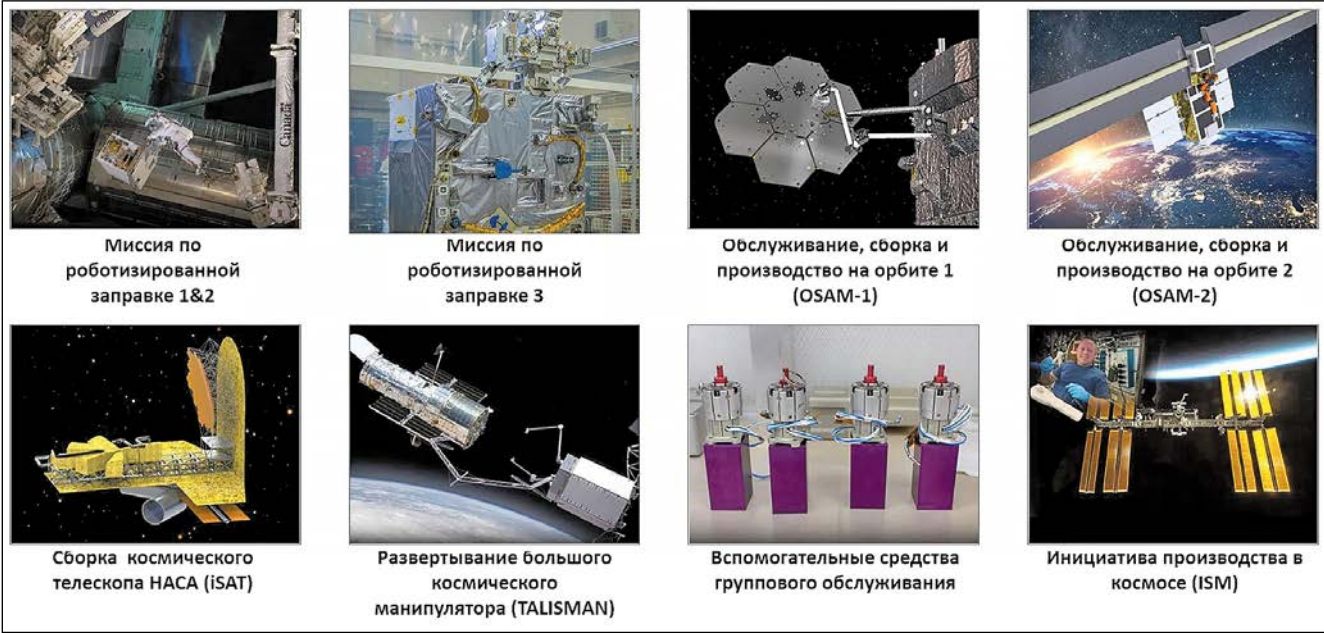 Canada
Миссия по
роботизированной
заправке 1&2
Миссия по
роботизированной
заправке 3
Обслуживание, сборка и
производство на орбите 1
(OSAM-1)
Обслуживание, сборка и
производство на орбите 2
(OSAM-2)
Сборка космического
телескопа НАСА (iSAT)
Развертывание большого
космического
манипулятора (TALISMAN)
Вспомогательные средства
группового обслуживания
Инициатива производства в
космосе (ISM)